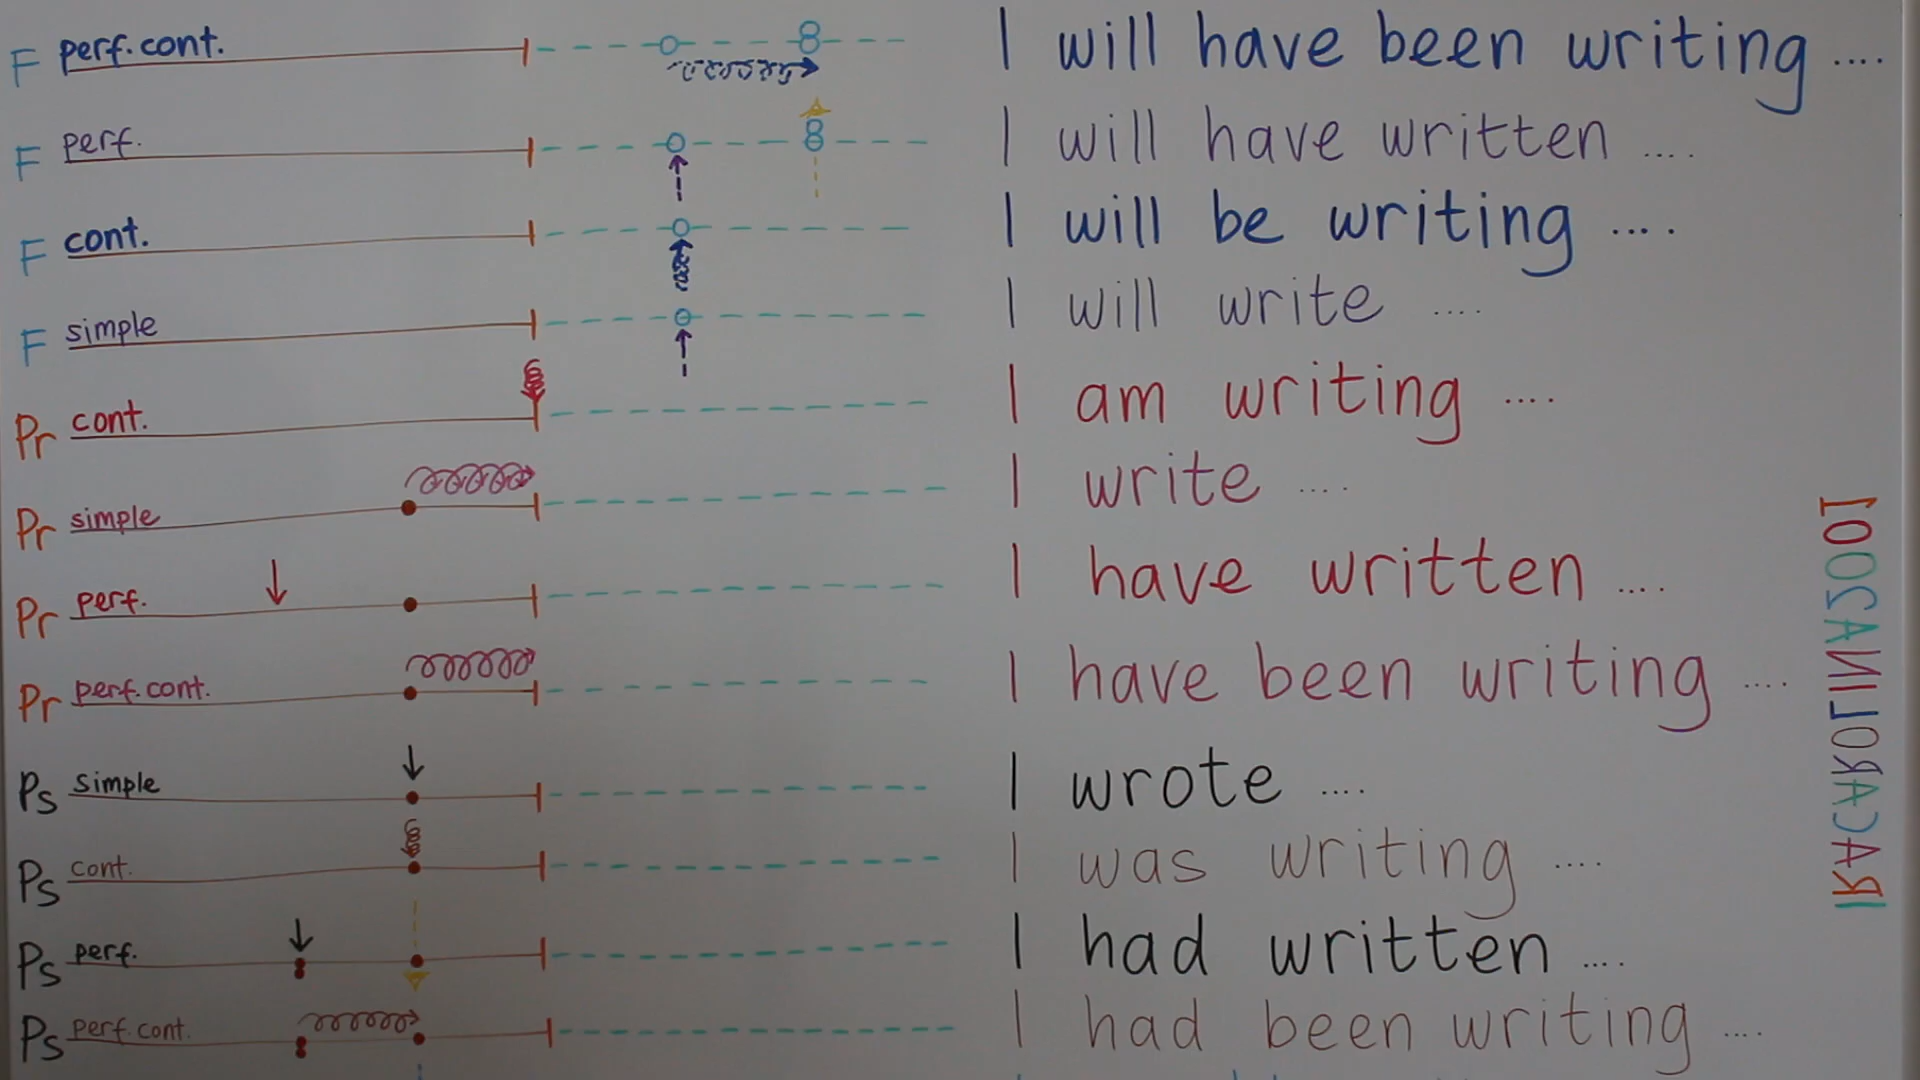 F perf. cont. I will have been writing ....
F perf. I will have written ....
F cont. I will be writing ....
F simple I will write ....
Pr cont. I am writing ....
Pr simple I write ....
Pr perf. I have written ....
Pr perf. cont. I have been writing ....
Ps simple I wrote ....
Ps cont. I was writing ....
Ps perf. I had written ....
Ps perf. cont. I had been writing ....